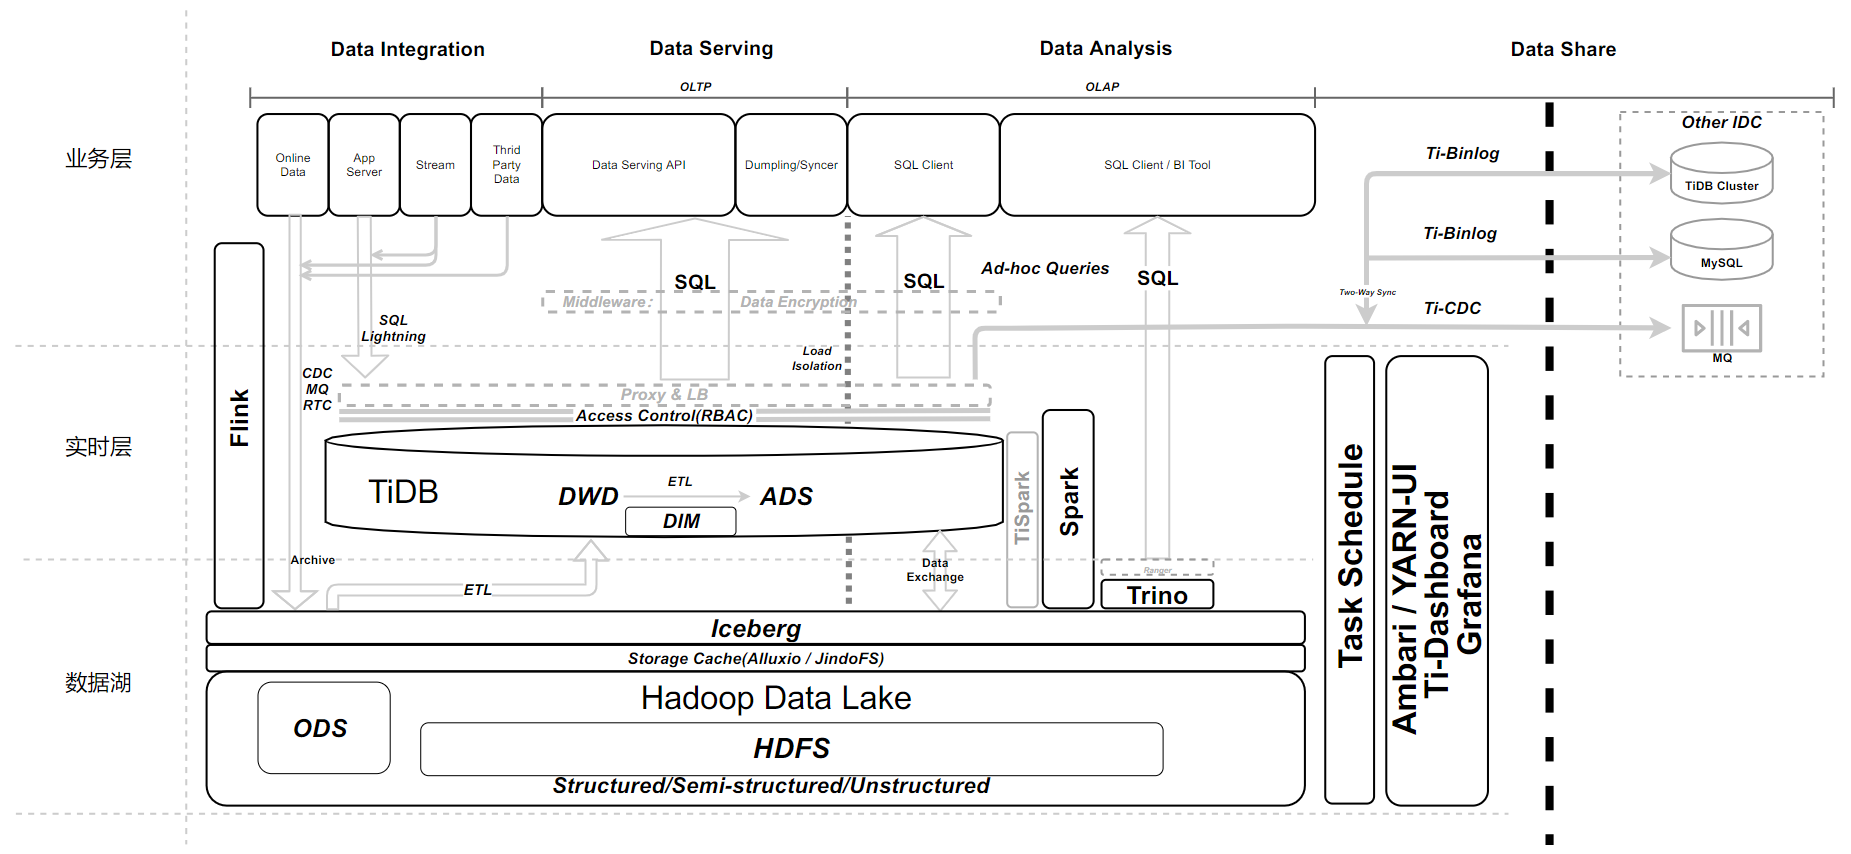 Data Integration
Data Serving
Data Analysis
Data Share
OLTP
OLAP
业务层
Online
Data
App
Server
Stream
Thrid
Party
Data
Data Serving API
Dumpling/Syncer
SQL Client
SQL Client / BI Tool
Other IDC
Ti-Binlog
TiDB Cluster
Ti-Binlog
MySQL
Two-Way Sync
Ti-CDC
MQ
SQL
SQL
Ad-hoc Queries
SQL
Middleware:
Data Encryption
SQL
Lightning
Load
Isolation
CDC
MQ
RTC
Proxy & LB
Access Control(RBAC)
实时层
Flink
TiDB
DWD
ETL
ADS
DIM
TiSpark
Spark
Archive
ETL
Data
Exchange
Ranger
Trino
Task Schedule
Ambari / YARN-UI
Ti-Dashboard
Grafana
数据湖
Iceberg
Storage Cache(Alluxio / JindoFS)
Hadoop Data Lake
ODS
HDFS
Structured/Semi-structured/Unstructured